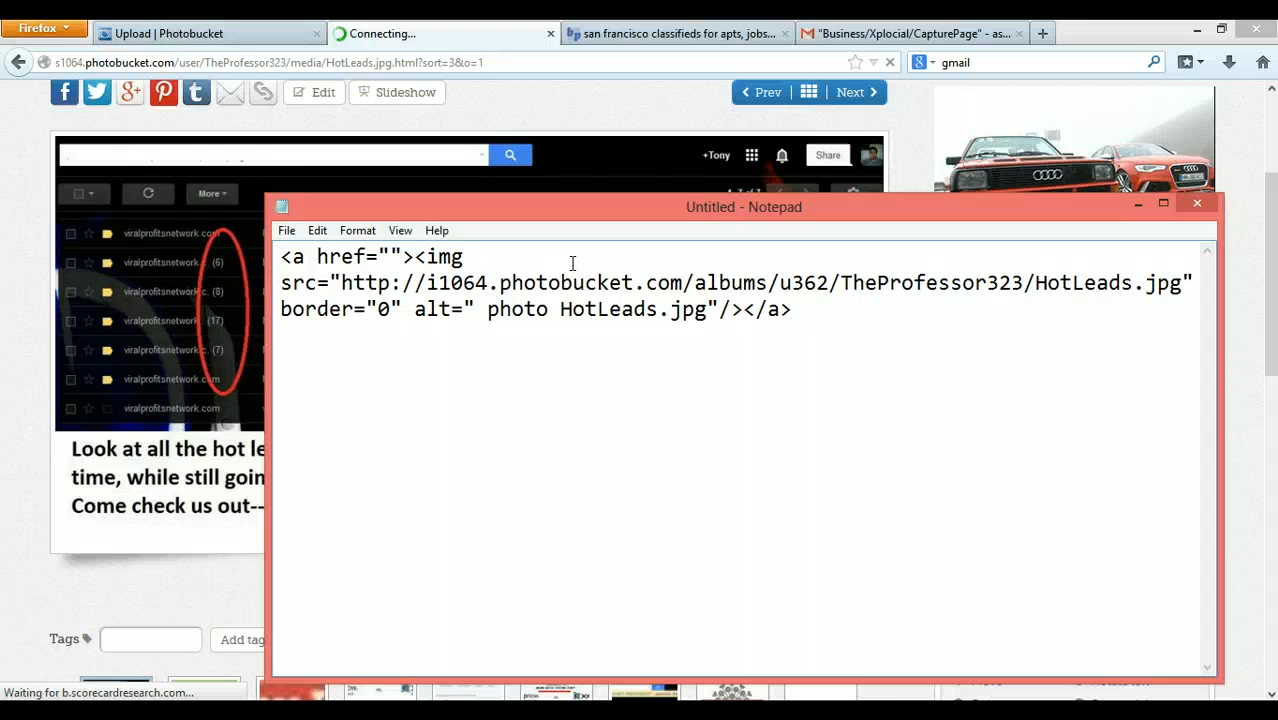 Firefox
Upload | Photobucket
Connecting...
san francisco classifieds for apts, jobs...
"Business/Xplocial/CapturePage" - as...
s1064.photobucket.com/user/TheProfessor323/media/HotLeads.jpg.html?sort=3&o=1
gmail
Edit
Slideshow
Prev
Next
+Tony
Share
More
viralprofitsnetwork.c. (6)
viralprofitsnetwork.c. (8)
viralprofitsnetwork.c. (17)
viralprofitsnetwork.c. (7)
viralprofitsnetwork.com
viralprofitsnetwork.com
Look at all the hot le
time, while still goin
Come check us out--
Untitled - Notepad
File Edit Format View Help
<a href=""><img
src="http://i1064.photobucket.com/albums/u362/TheProfessor323/HotLeads.jpg"
border="0" alt=" photo HotLeads.jpg"/></a>
Tags
Add tag
Waiting for b.scorecardresearch.com...